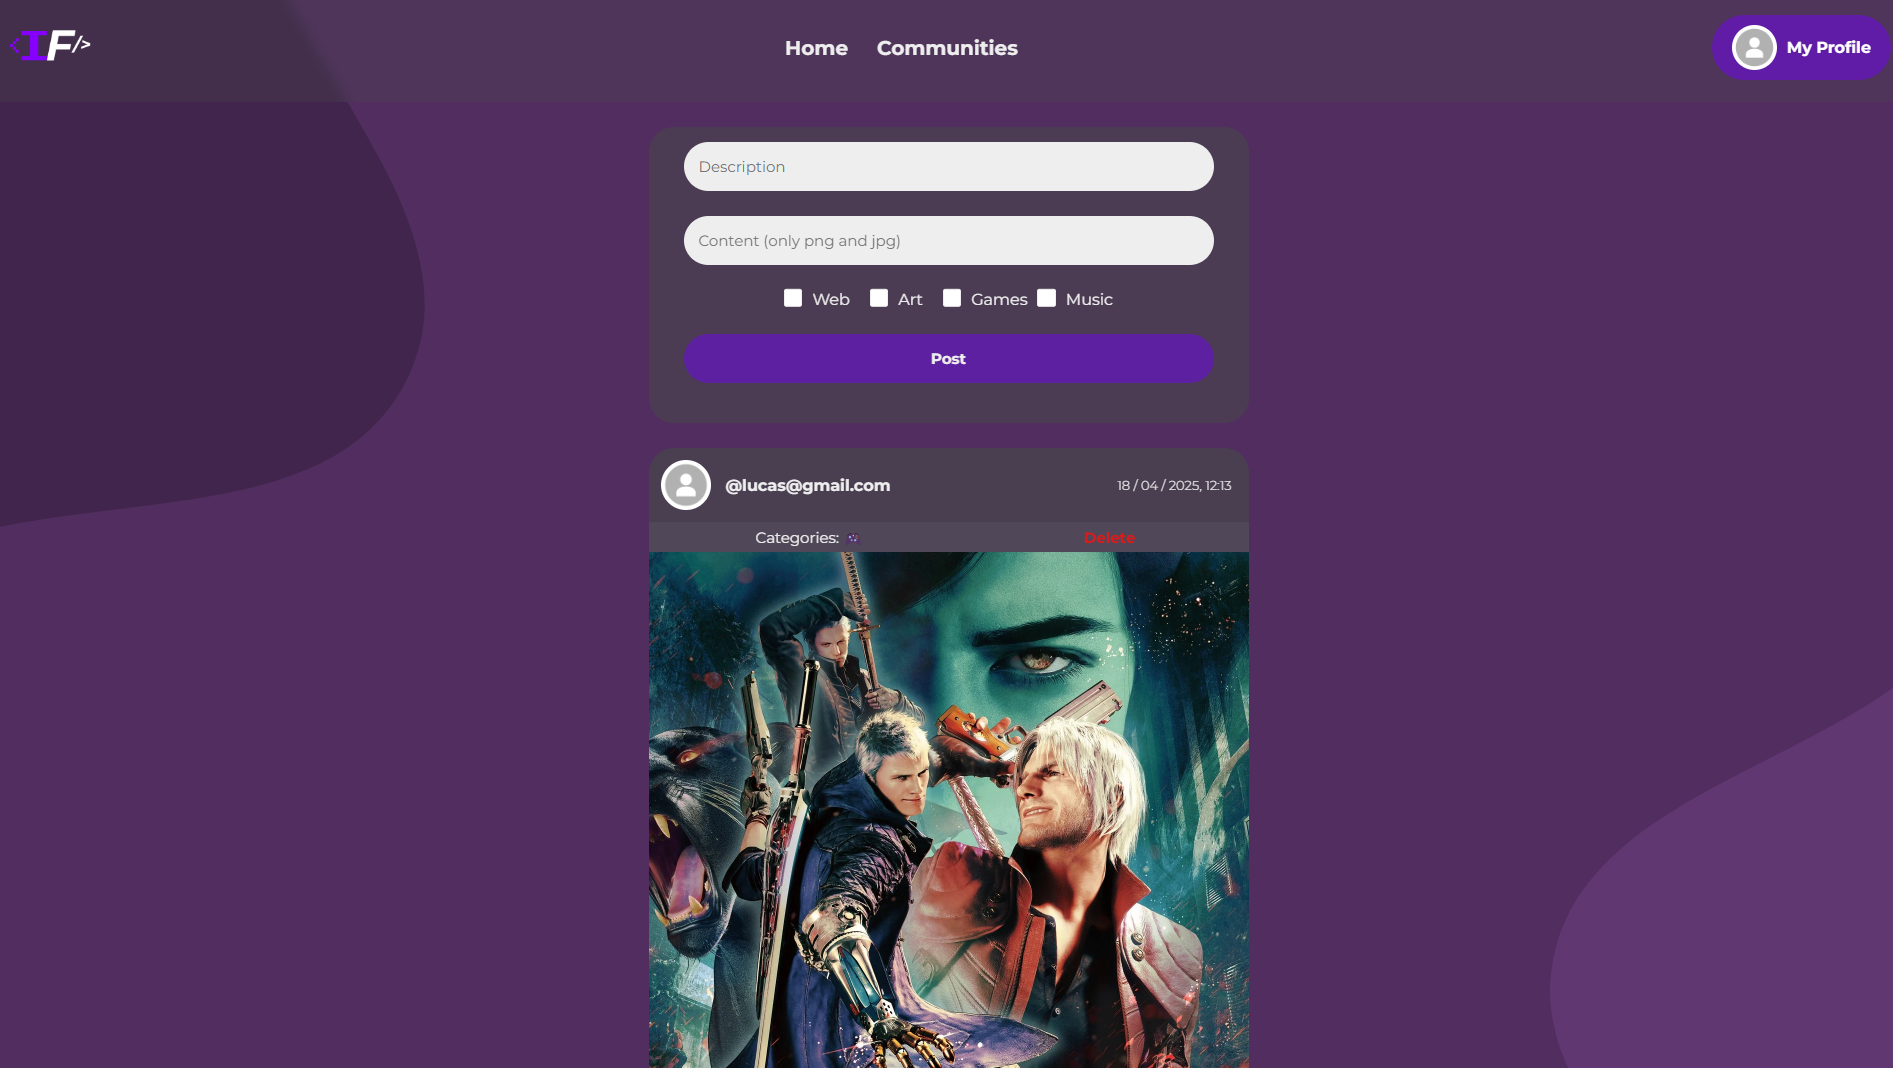 <IF/>
Home Communities
My Profile
Description
Content (only png and jpg)
Web Art Games Music
Post
@lucas@gmail.com 18 / 04 / 2025, 12:13
Categories: Delete